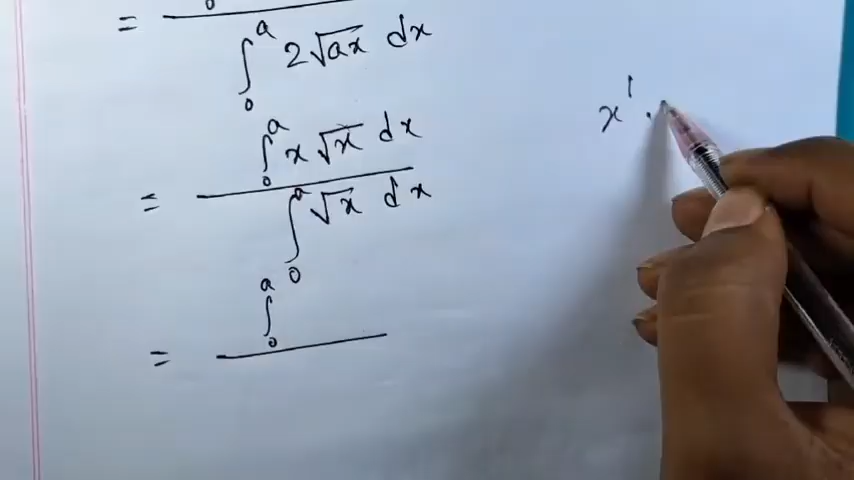 =
∫₀ᵃ 2√ax dx
x¹ .
∫₀ᵃ x √x dx
=
∫₀ᵃ √x dx
∫₀ᵃ
=